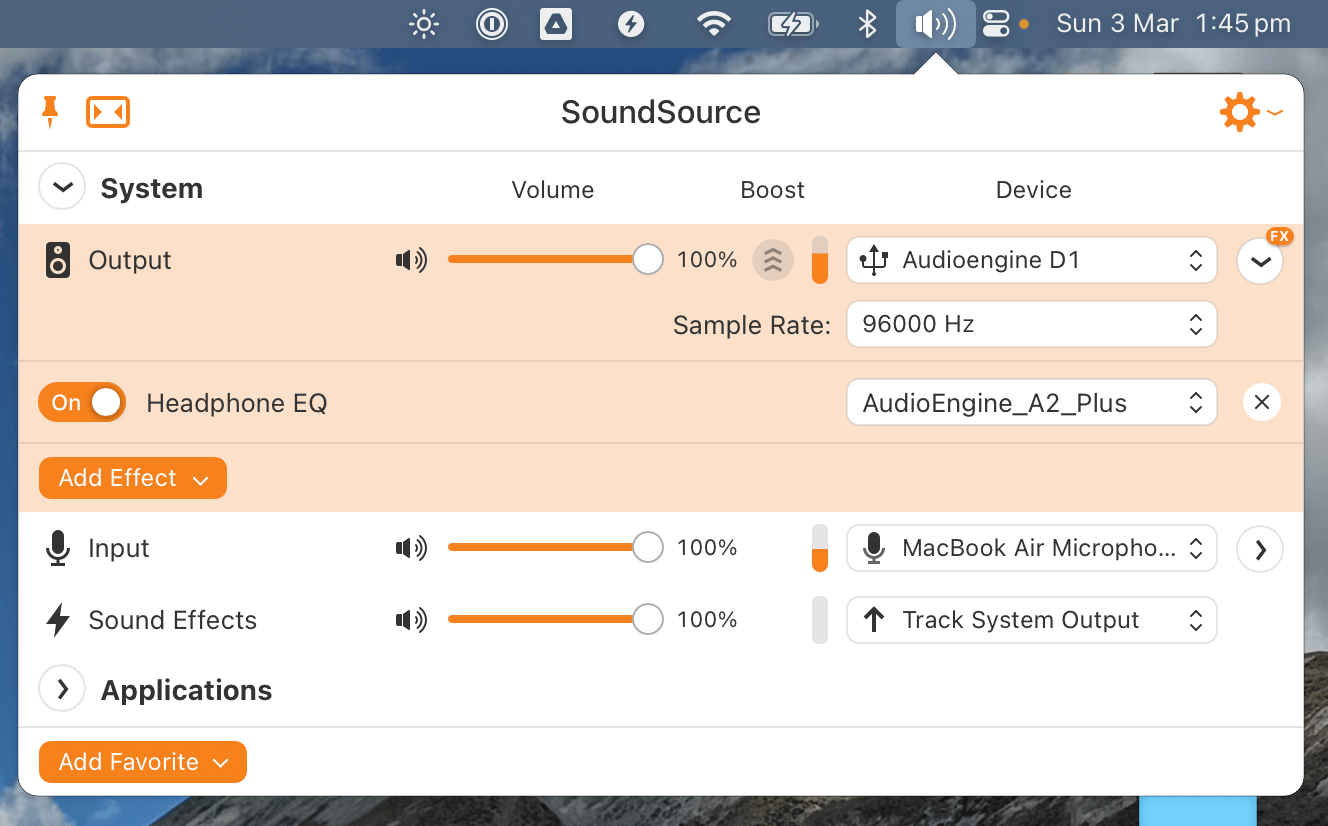 Sun 3 Mar 1:45 pm
SoundSource
System Volume Boost Device
FX
Output 100% Audioengine D1
Sample Rate: 96000 Hz
On Headphone EQ AudioEngine_A2_Plus
Add Effect
Input 100% MacBook Air Micropho...
Sound Effects 100% Track System Output
Applications
Add Favorite